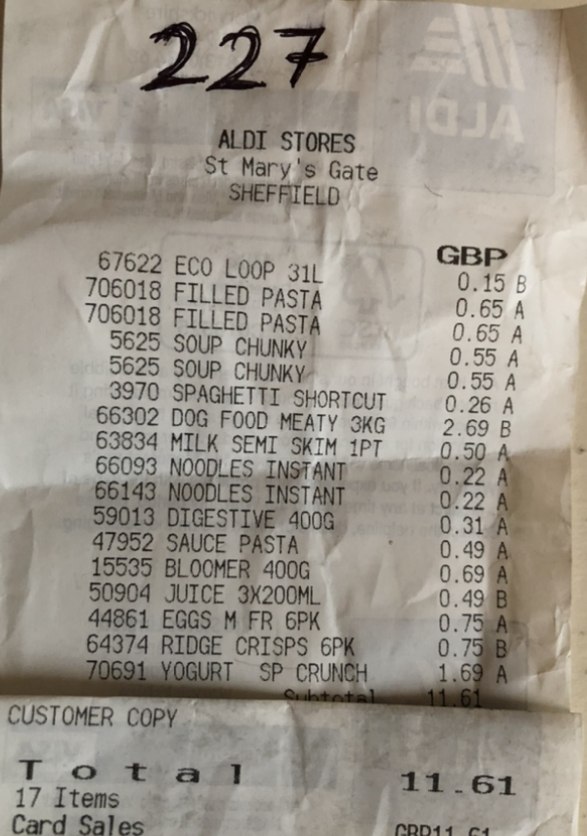 227
ALDI
ALDI STORES
St Mary's Gate
SHEFFIELD
GBP
67622 ECO LOOP 31L 0.15 B
706018 FILLED PASTA 0.65 A
706018 FILLED PASTA 0.65 A
5625 SOUP CHUNKY 0.55 A
5625 SOUP CHUNKY 0.55 A
3970 SPAGHETTI SHORTCUT 0.26 A
66302 DOG FOOD MEATY 3KG 2.69 B
63834 MILK SEMI SKIM 1PT 0.50 A
66093 NOODLES INSTANT 0.22 A
66143 NOODLES INSTANT 0.22 A
59013 DIGESTIVE 400G 0.31 A
47952 SAUCE PASTA 0.49 A
15535 BLOOMER 400G 0.69 A
50904 JUICE 3X200ML 0.49 B
44861 EGGS M FR 6PK 0.75 A
64374 RIDGE CRISPS 6PK 0.75 B
70691 YOGURT SP CRUNCH 1.69 A
Subtotal 11.61
CUSTOMER COPY
Total 11.61
17 Items
Card Sales GBP11.61